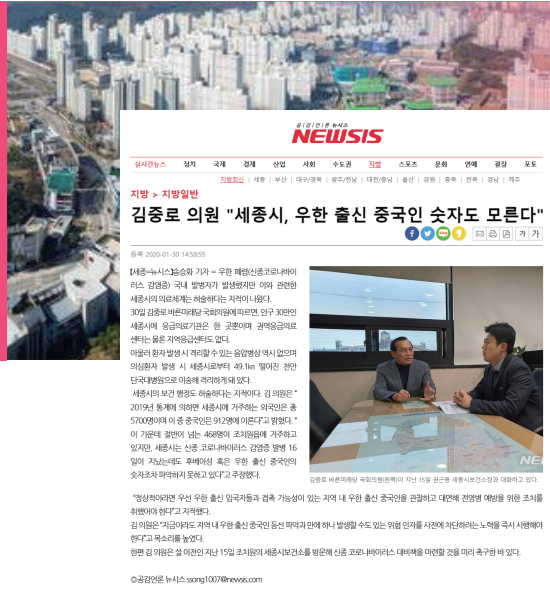 공|감|언|론 뉴시스
NEWSIS
실시간뉴스 정치 국제 경제 산업 사회 수도권 지방 스포츠 문화 연예 광장 포토
지방최신 | 세종 | 부산 | 대구/경북 | 광주/전남 | 대전/충남 | 울산 | 강원 | 충북 | 전북 | 경남 | 제주
지방 > 지방일반
김중로 의원 "세종시, 우한 출신 중국인 숫자도 모른다"
가 가
등록 2020-01-30 14:58:55
【세종=뉴시스】송승화 기자 = 우한 폐렴(신종코로나바이
러스 감염증) 국내 발병자가 발생했지만 이와 관련한
세종시의 의료체계는 허술하다는 지적이 나왔다.
30일 김중로 바른미래당 국회의원에 따르면, 인구 30만인
세종시에 응급의료기관은 한 곳뿐이며 권역응급의료
센터는 물론 지역응급센터도 없다.
아울러 환자 발생 시 격리할 수 있는 음압병상 역시 없으며
의심환자 발생 시 세종시로부터 49.1㎞ 떨어진 천안
단국대병원으로 이송해 격리하게 돼 있다.
세종시의 보건 행정도 허술하다는 지적이다. 김 의원은 "
2019년 통계에 의하면 세종시에 거주하는 외국인은 총
5700명이며 이 중 중국인은 912명에 이른다"고 밝혔다. "
이 가운데 절반이 넘는 468명이 조치원읍에 거주하고
있지만, 세종시는 신종 코로나바이러스 감염증 발병 16
일이 지났는데도 후베이성 혹은 우한 출신 중국인의
숫자조차 파악하지 못하고 있다"고 주장했다.
NEWSIS
김중로 바른미래당 국회의원(왼쪽)이 지난 15일 권근용 세종시보건소장과 대화하고 있다.
"정상적이라면 우선 우한 출신 입국자들과 접촉 가능성이 있는 지역 내 우한 출신 중국인을 관찰하고 대면해 전염병 예방을 위한 조치를
취했어야 한다"고 지적했다.
김 의원은 "지금이라도 지역 내 우한 출신 중국인 동선 파악과 만에 하나 발생할 수도 있는 위험 인자를 사전에 차단하려는 노력을 즉시 시행해야
한다"고 목소리를 높였다.
한편 김 의원은 설 이전인 지난 15일 조치원의 세종시보건소를 방문해 신종 코로나바이러스 대비책을 마련할 것을 미리 촉구한 바 있다.
◎공감언론 뉴시스 ssong1007@newsis.com